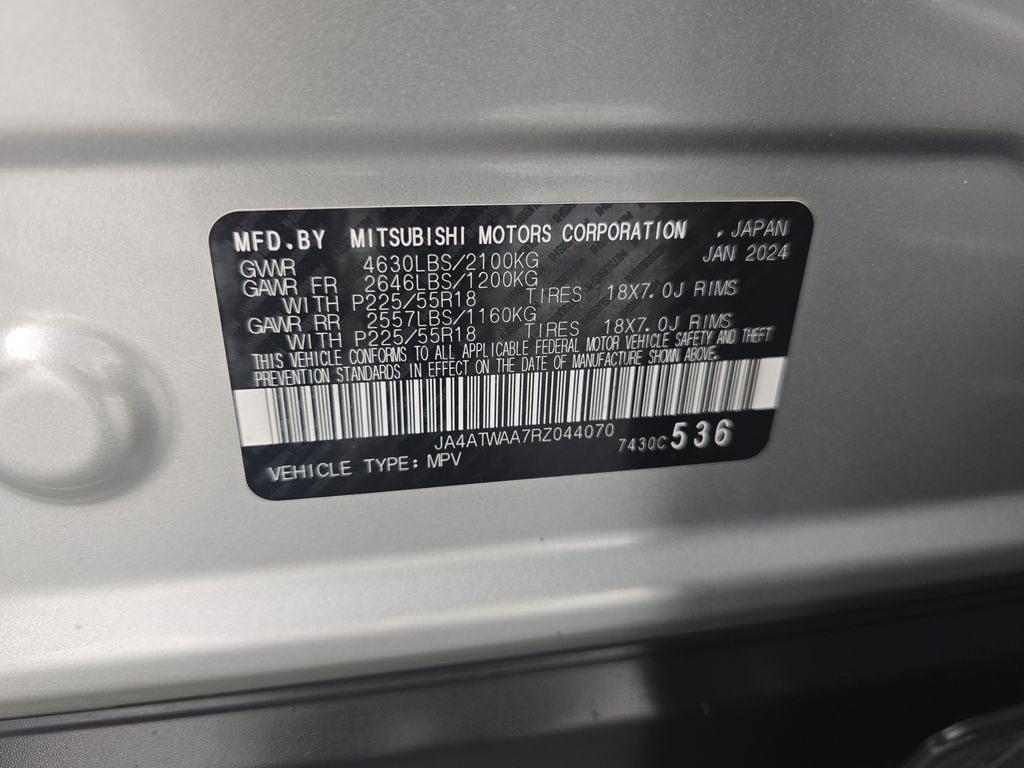 MFD.BY MITSUBISHI MOTORS CORPORATION , JAPAN
GVWR 4630LBS/2100KG JAN 2024
GAWR FR 2646LBS/1200KG
WITH P225/55R18 TIRES 18X7.0J RIMS
GAWR RR 2557LBS/1160KG
WITH P225/55R18 TIRES 18X7.0J RIMS
THIS VEHICLE CONFORMS TO ALL APPLICABLE FEDERAL MOTOR VEHICLE SAFETY AND THEFT
PREVENTION STANDARDS IN EFFECT ON THE DATE OF MANUFACTURE SHOWN ABOVE.
JA4ATWAA7RZ044070 7430C 536
VEHICLE TYPE: MPV